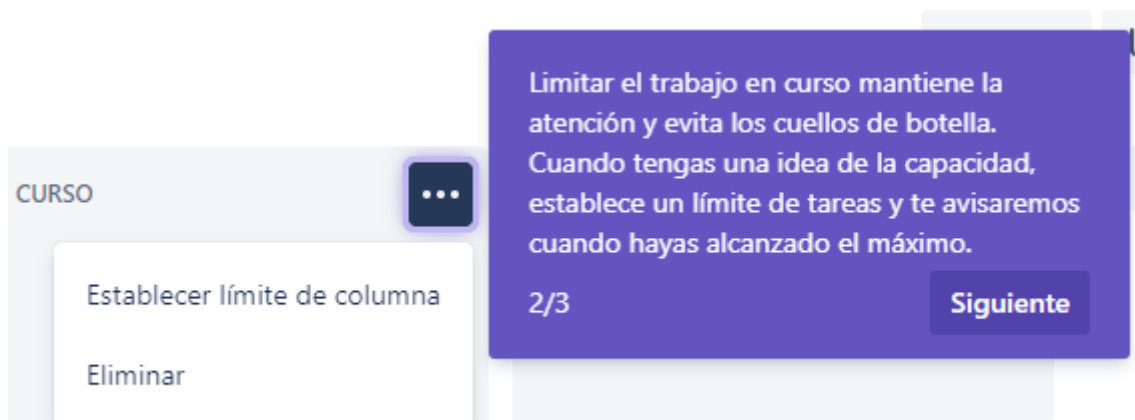 Limitar el trabajo en curso mantiene la
atención y evita los cuellos de botella.
Cuando tengas una idea de la capacidad,
establece un límite de tareas y te avisaremos
cuando hayas alcanzado el máximo.
2/3 Siguiente
CURSO
Establecer límite de columna
Eliminar